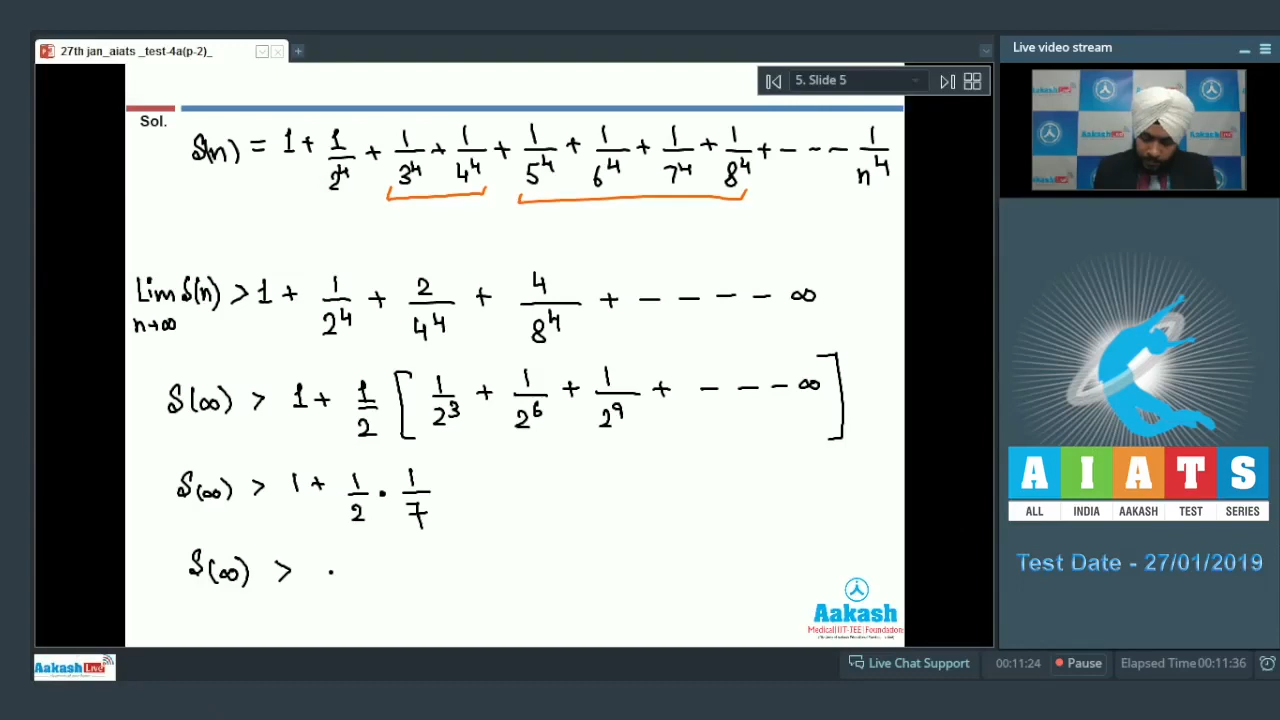 27th jan_aiats _test-4a(p-2)_
Live video stream
5. Slide 5
Sol.
S(n) = 1 + 1/2⁴ + 1/3⁴ + 1/4⁴ + 1/5⁴ + 1/6⁴ + 1/7⁴ + 1/8⁴ + - - - - 1/n⁴
Lim n→∞ S(n) > 1 + 1/2⁴ + 2/4⁴ + 4/8⁴ + - - - - ∞
S(∞) > 1 + 1/2 [ 1/2³ + 1/2⁶ + 1/2⁹ + - - - ∞ ]
S(∞) > 1 + 1/2 · 1/7
S(∞) > .
AIATS
ALL INDIA AAKASH TEST SERIES
Test Date - 27/01/2019
Aakash
Medical|IIT-JEE|Foundations
Aakash Live
Live Chat Support
00:11:24
Pause
Elapsed Time 00:11:36